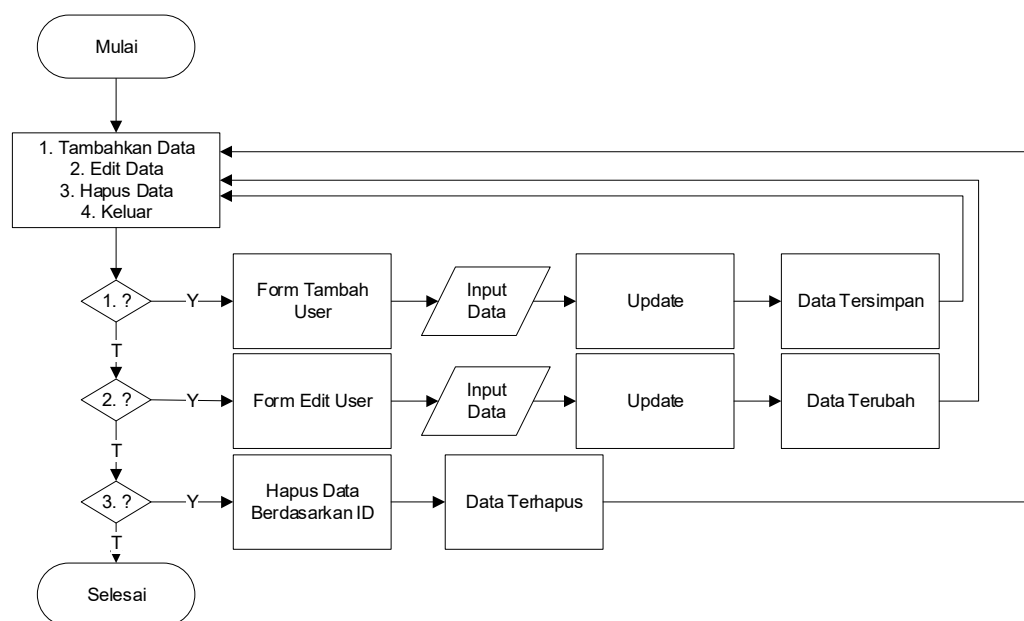 Mulai
1. Tambahkan Data
2. Edit Data
3. Hapus Data
4. Keluar
1. ?
Y
Form Tambah
User
Input
Data
Update
Data Tersimpan
T
2. ?
Y
Form Edit User
Input
Data
Update
Data Terubah
T
3. ?
Y
Hapus Data
Berdasarkan ID
Data Terhapus
T
Selesai